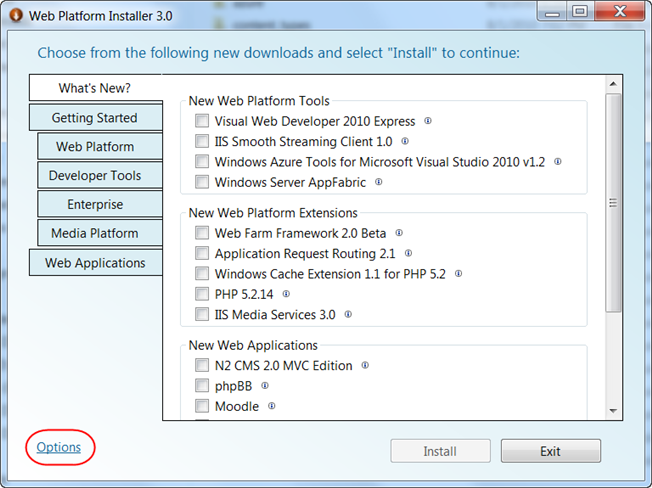 Web Platform Installer 3.0
Choose from the following new downloads and select "Install" to continue:
What's New?
Getting Started
Web Platform
Developer Tools
Enterprise
Media Platform
Web Applications
New Web Platform Tools
Visual Web Developer 2010 Express
IIS Smooth Streaming Client 1.0
Windows Azure Tools for Microsoft Visual Studio 2010 v1.2
Windows Server AppFabric
New Web Platform Extensions
Web Farm Framework 2.0 Beta
Application Request Routing 2.1
Windows Cache Extension 1.1 for PHP 5.2
PHP 5.2.14
IIS Media Services 3.0
New Web Applications
N2 CMS 2.0 MVC Edition
phpBB
Moodle
Options
Install
Exit